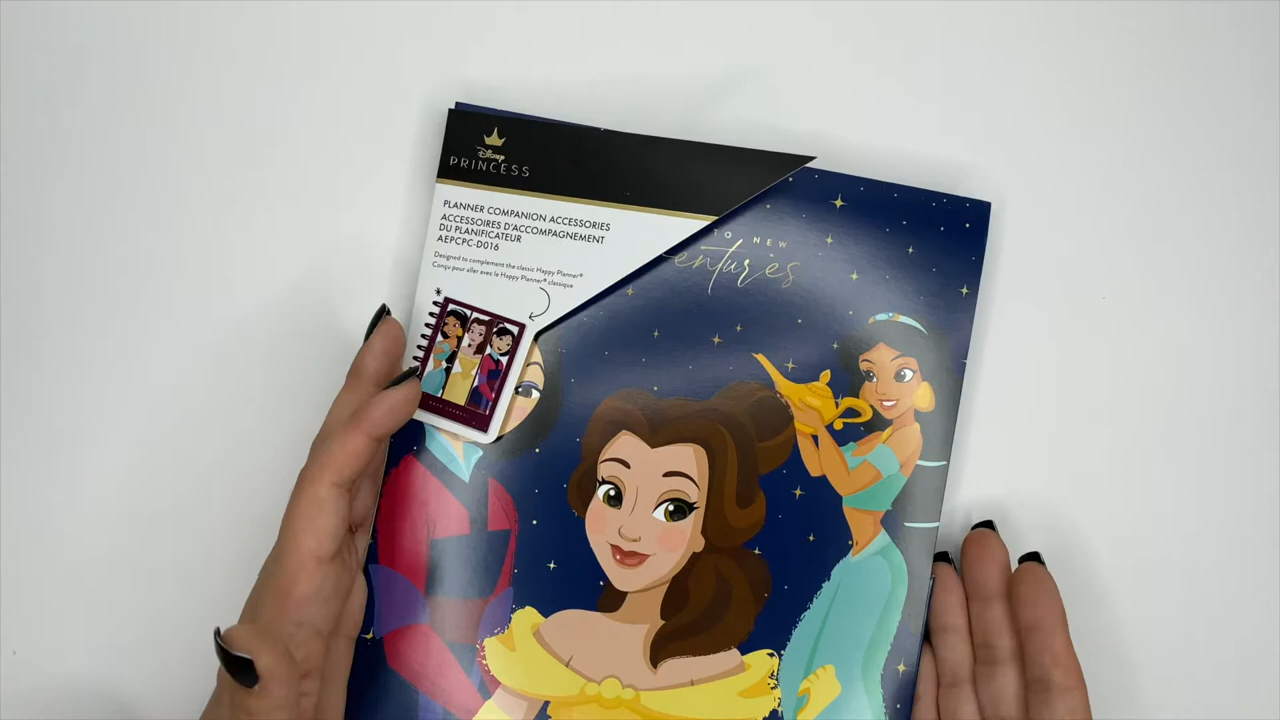 Disney
PRINCESS
PLANNER COMPANION ACCESSORIES
ACCESSOIRES D'ACCOMPAGNEMENT
DU PLANIFICATEUR
AEPCPC-D016
Designed to complement the classic Happy Planner®
Conçu pour aller avec le Happy Planner® classique
TO NEW
entures